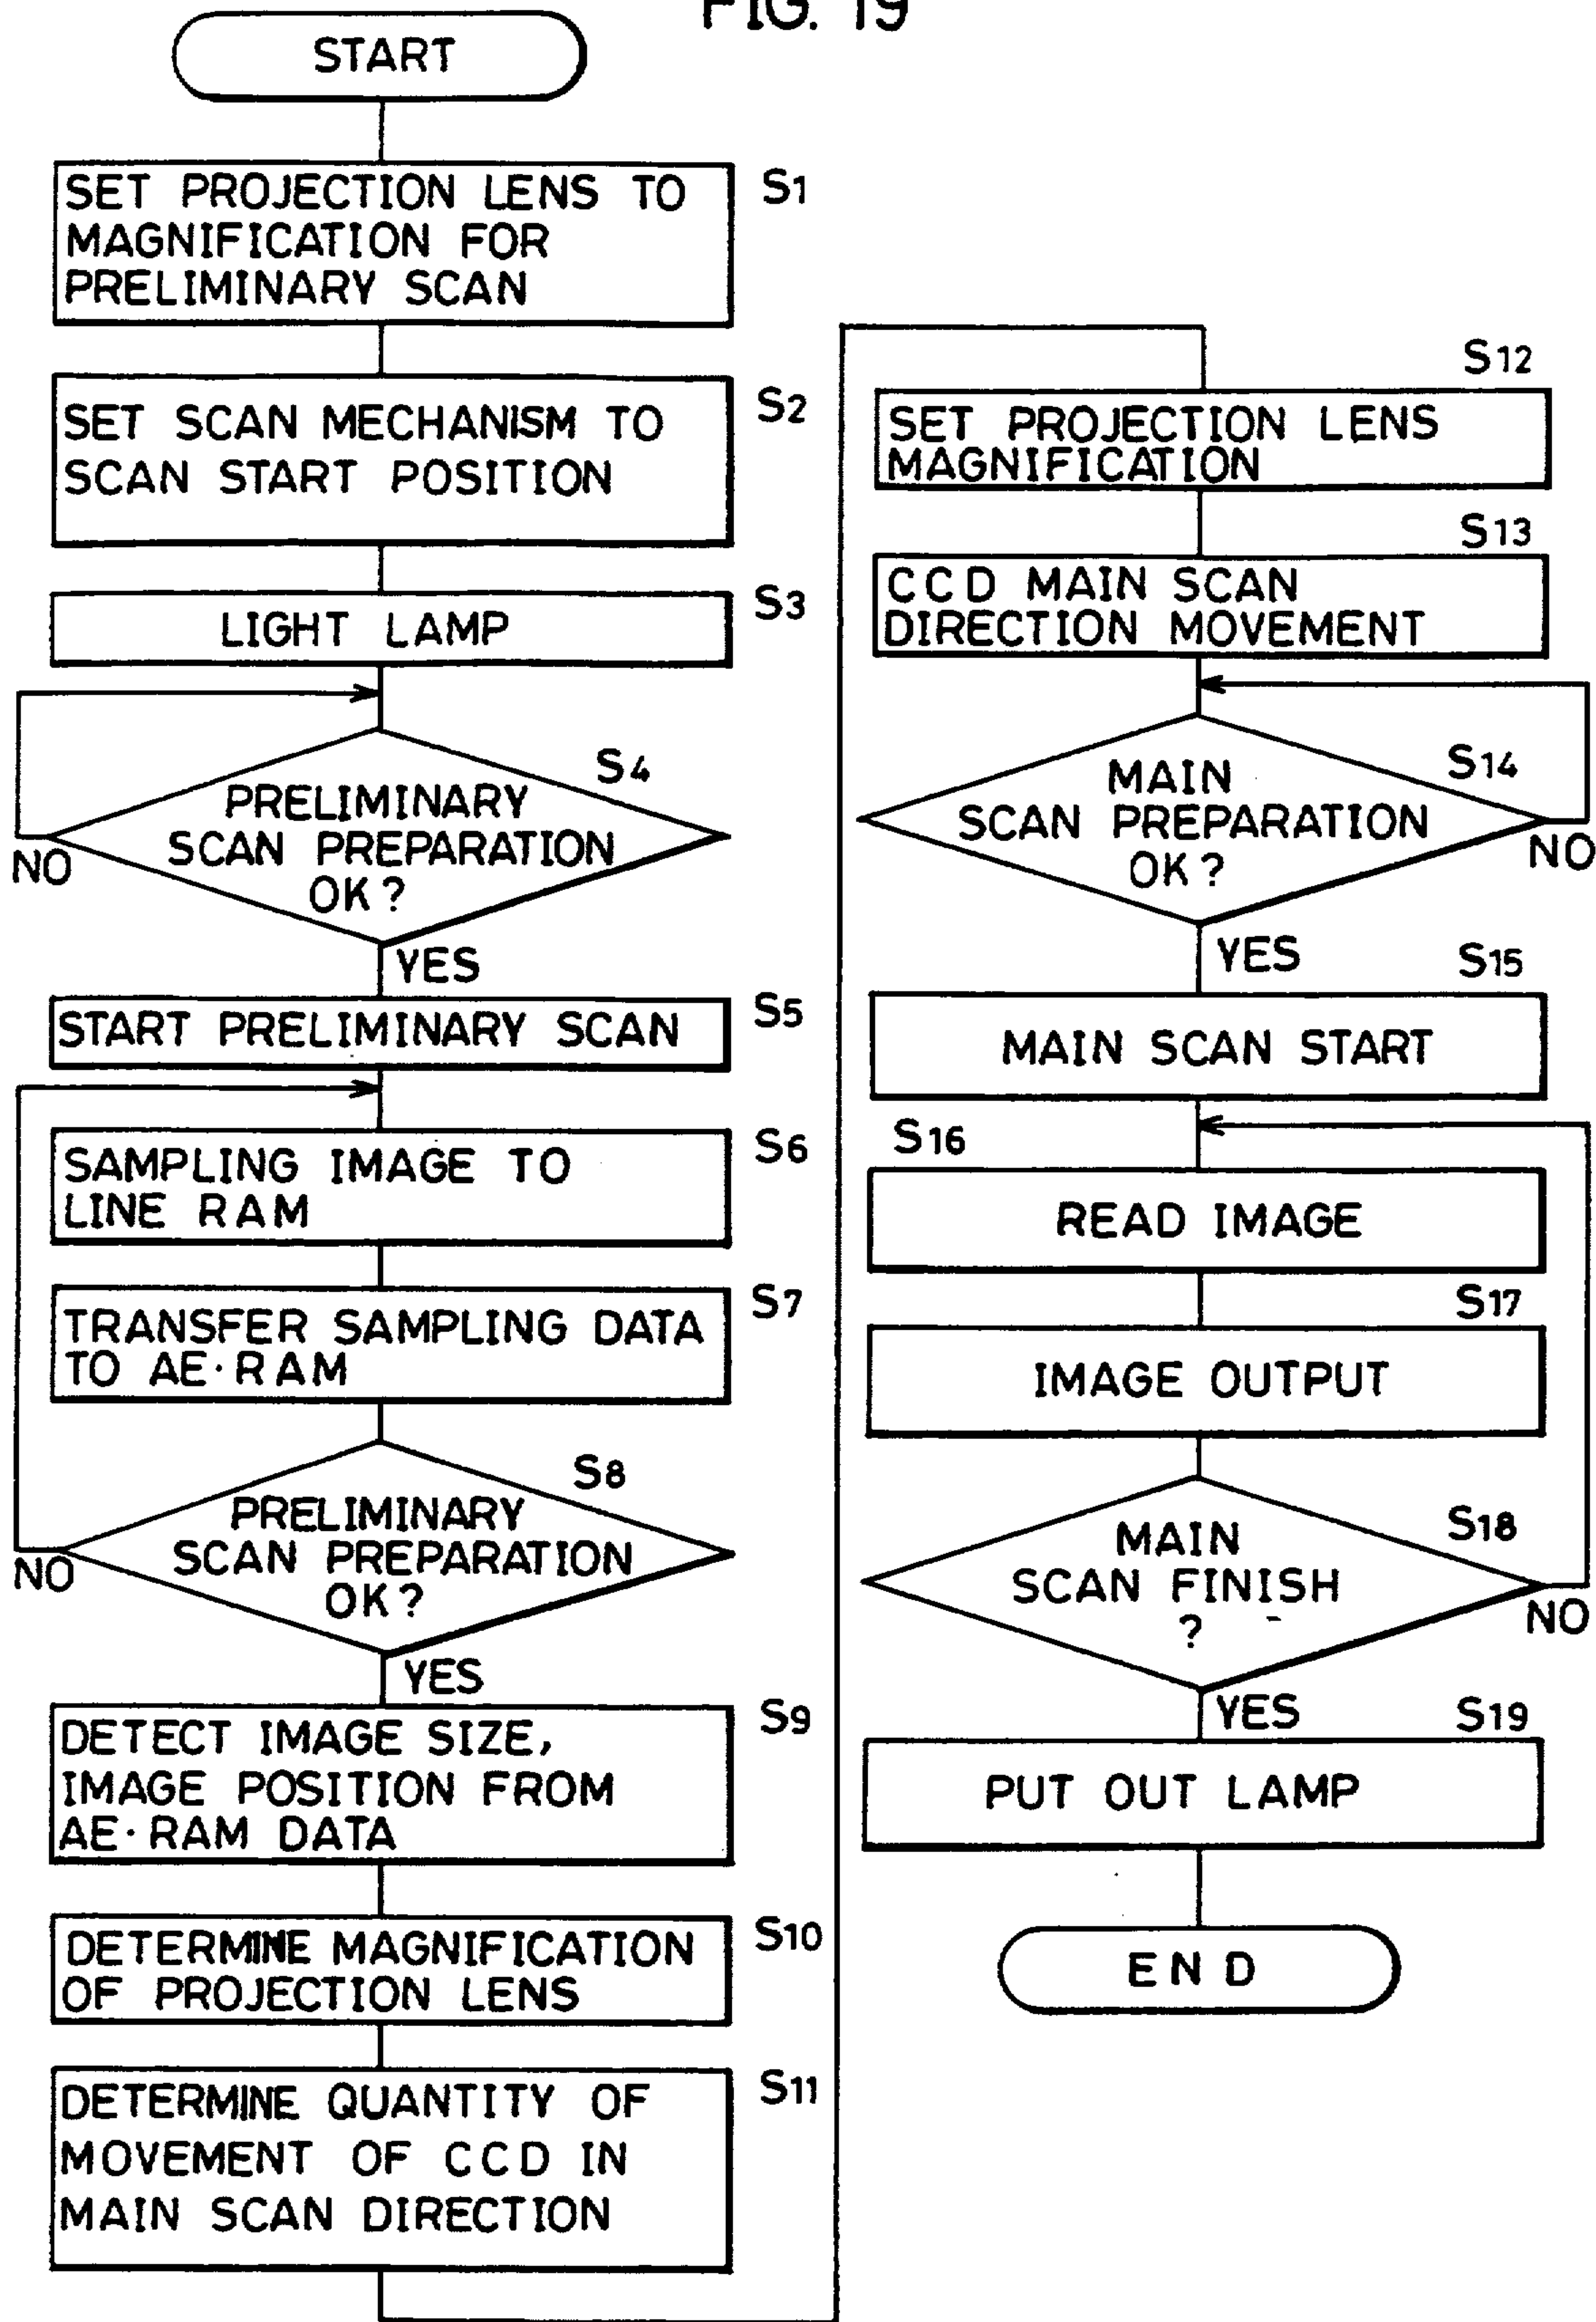 FIG. 19
START
SET PROJECTION LENS TO
MAGNIFICATION FOR
PRELIMINARY SCAN
S1
SET SCAN MECHANISM TO
SCAN START POSITION
S2
LIGHT LAMP
S3
PRELIMINARY
SCAN PREPARATION
OK?
S4
NO
YES
START PRELIMINARY SCAN
S5
SAMPLING IMAGE TO
LINE RAM
S6
TRANSFER SAMPLING DATA
TO AE·RAM
S7
PRELIMINARY
SCAN PREPARATION
OK?
S8
NO
YES
DETECT IMAGE SIZE,
IMAGE POSITION FROM
AE·RAM DATA
S9
DETERMINE MAGNIFICATION
OF PROJECTION LENS
S10
DETERMINE QUANTITY OF
MOVEMENT OF CCD IN
MAIN SCAN DIRECTION
S11
S12
SET PROJECTION LENS
MAGNIFICATION
S13
CCD MAIN SCAN
DIRECTION MOVEMENT
S14
MAIN
SCAN PREPARATION
OK?
NO
YES
S15
MAIN SCAN START
S16
READ IMAGE
S17
IMAGE OUTPUT
S18
MAIN
SCAN FINISH
?
NO
YES
S19
PUT OUT LAMP
END